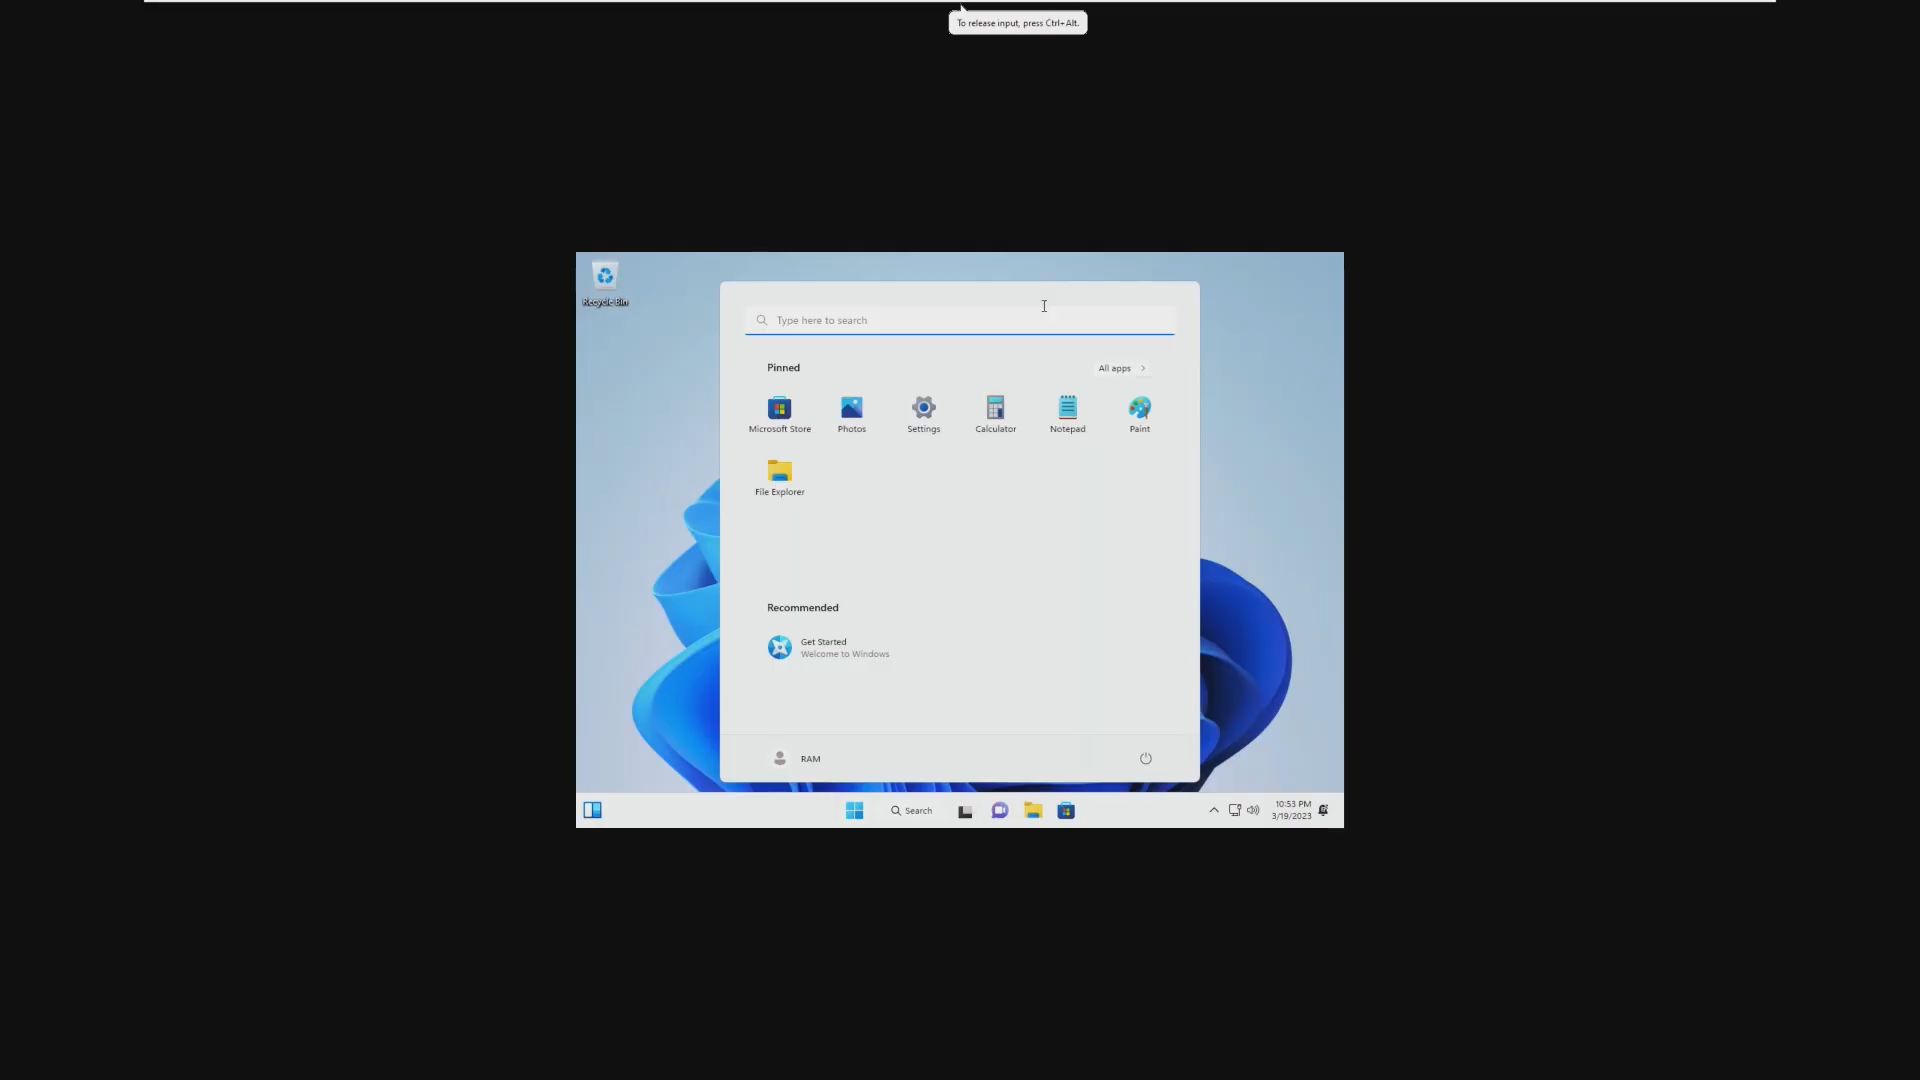 To release input, press Ctrl+Alt.
Recycle Bin
Type here to search
Pinned
All apps
Microsoft Store
Photos
Settings
Calculator
Notepad
Paint
File Explorer
Recommended
Get Started
Welcome to Windows
RAM
Search
10:53 PM
3/19/2023